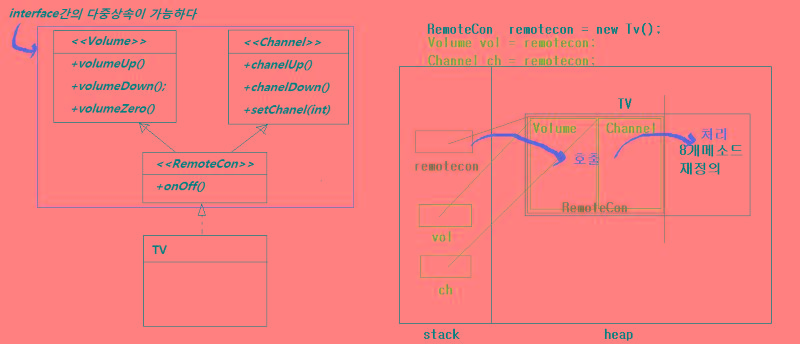 interface간의 다중상속이 가능하다
<<Volume>>
+volumeUp()
+volumeDown();
+volumeZero()
<<Channel>>
+chanelUp()
+chanelDown()
+setChanel(int)
<<RemoteCon>>
+onOff()
TV
RemoteCon remotecon = new Tv();
Volume vol = remotecon;
Channel ch = remotecon;
TV
Volume
Channel
remotecon
호출
처리
8개메소드
재정의
RemoteCon
vol
ch
stack
heap